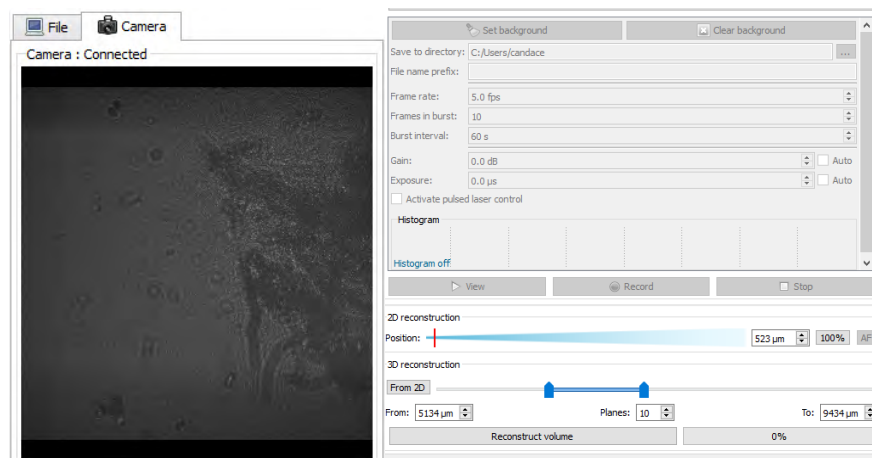 File
Camera
Camera : Connected
Set background
Clear background
Save to directory: C:/Users/candace ...
File name prefix:
Frame rate: 5.0 fps
Frames in burst: 10
Burst interval: 60 s
Gain: 0.0 dB Auto
Exposure: 0.0 µs Auto
Activate pulsed laser control
Histogram
Histogram off
View
Record
Stop
2D reconstruction
Position: 523 µm 100% AF
3D reconstruction
From 2D
From: 5134 µm Planes: 10 To: 9434 µm
Reconstruct volume 0%